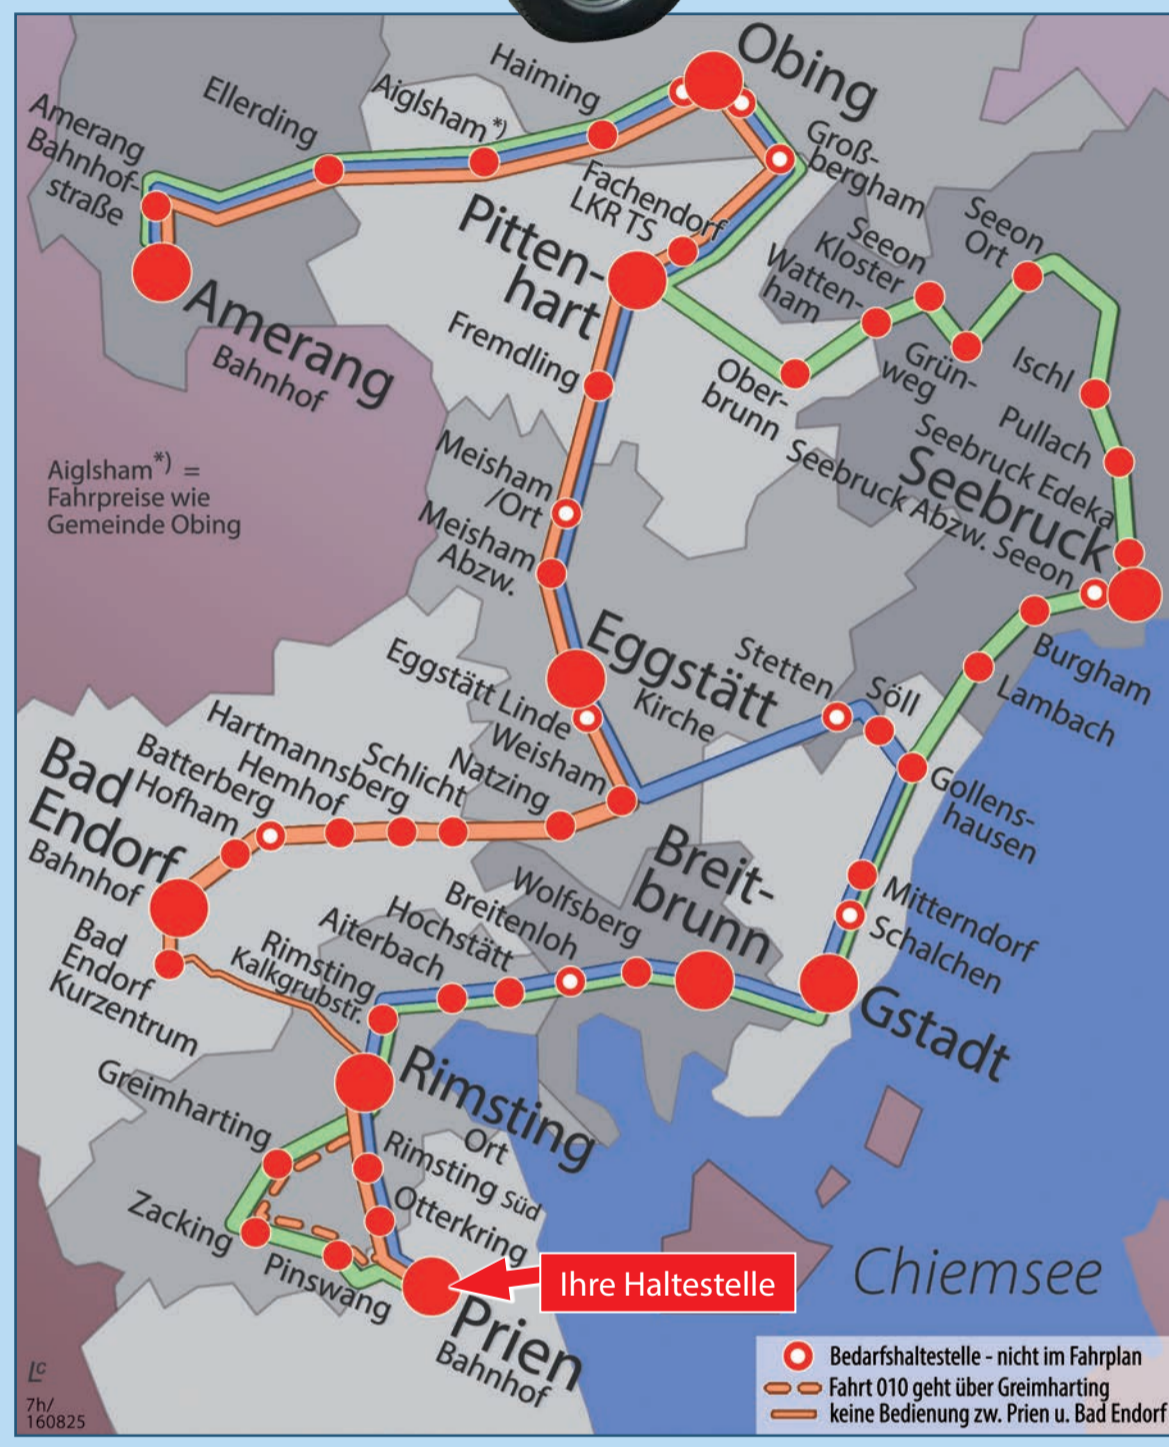 Obing
Haiming
Aiglsham *)
Ellerding
Amerang
Bahnhof-
straße
Groß-
bergham
Fachendorf
LKR TS
Pitten-
hart
Seeon
Ort
Seeon
Kloster
Watten-
ham
Amerang
Bahnhof
Fremdling
Ober-
brunn
Grün-
weg
Ischl
Pullach
Seebruck Edeka
Seebruck
Seebruck Abzw. Seeon
Aiglsham*) =
Fahrpreise wie
Gemeinde Obing
Meisham
/Ort
Meisham
Abzw.
Eggstätt
Kirche
Eggstätt Linde
Weisham
Stetten
Söll
Burgham
Lambach
Gollens-
hausen
Natzing
Schlicht
Hartmannsberg
Hemhof
Batterberg
Hofham
Bad
Endorf
Bahnhof
Bad
Endorf
Kurzentrum
Breit-
brunn
Wolfsberg
Breitenloh
Hochstätt
Aiterbach
Rimsting
Kalkgrubstr.
Mitterndorf
Schalchen
Gstadt
Rimsting
Ort
Greimharting
Rimsting Süd
Otterkring
Zacking
Pinswang
Ihre Haltestelle
Prien
Bahnhof
Chiemsee
Bedarfshaltestelle - nicht im Fahrplan
Fahrt 010 geht über Greimharting
keine Bedienung zw. Prien u. Bad Endorf
LC
7h/
160825